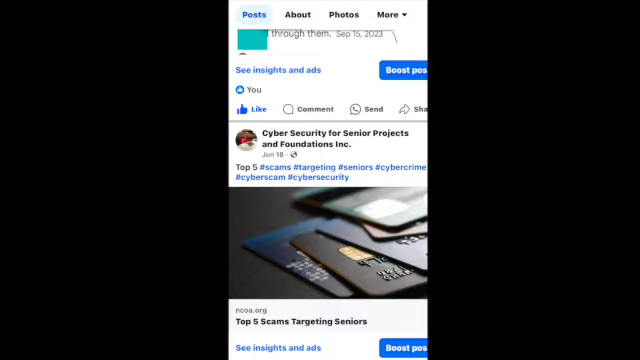 Posts About Photos More
through them. Sep 15, 2023
See insights and ads Boost pos
You
Like Comment Send Sha
Cyber Security for Senior Projects
and Foundations Inc.
Jun 18 ·
Top 5 #scams #targeting #seniors #cybercrime
#cyberscam #cybersecurity
ncoa.org
Top 5 Scams Targeting Seniors
See insights and ads Boost pos